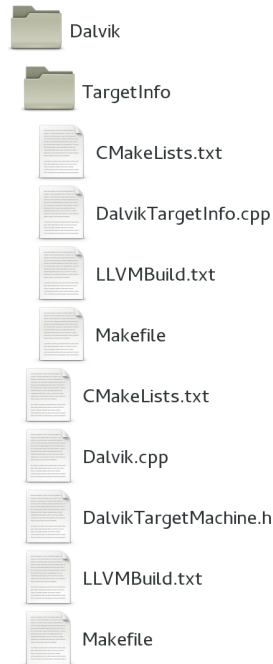 Dalvik
TargetInfo
CMakeLists.txt
DalvikTargetInfo.cpp
LLVMBuild.txt
Makefile
CMakeLists.txt
Dalvik.cpp
DalvikTargetMachine.h
LLVMBuild.txt
Makefile